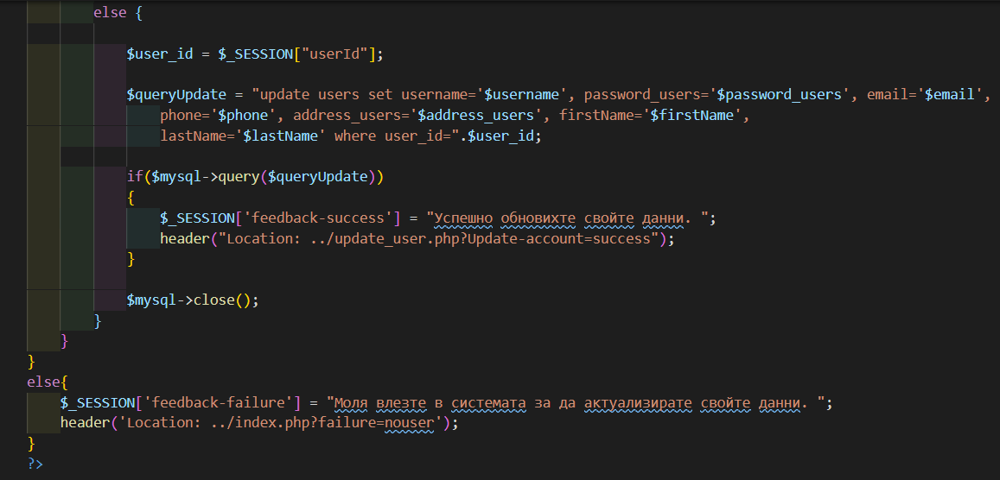 else {
$user_id = $_SESSION["userId"];
$queryUpdate = "update users set username='$username', password_users='$password_users', email='$email',
phone='$phone', address_users='$address_users', firstName='$firstName',
lastName='$lastName' where user_id=".$user_id;
if($mysql->query($queryUpdate))
{
$_SESSION['feedback-success'] = "Успешно обновихте свойте данни. ";
header("Location: ../update_user.php?Update-account=success");
}
$mysql->close();
}
}
}
else{
$_SESSION['feedback-failure'] = "Моля влезте в системата за да актуализирате свойте данни. ";
header('Location: ../index.php?failure=nouser');
}
?>